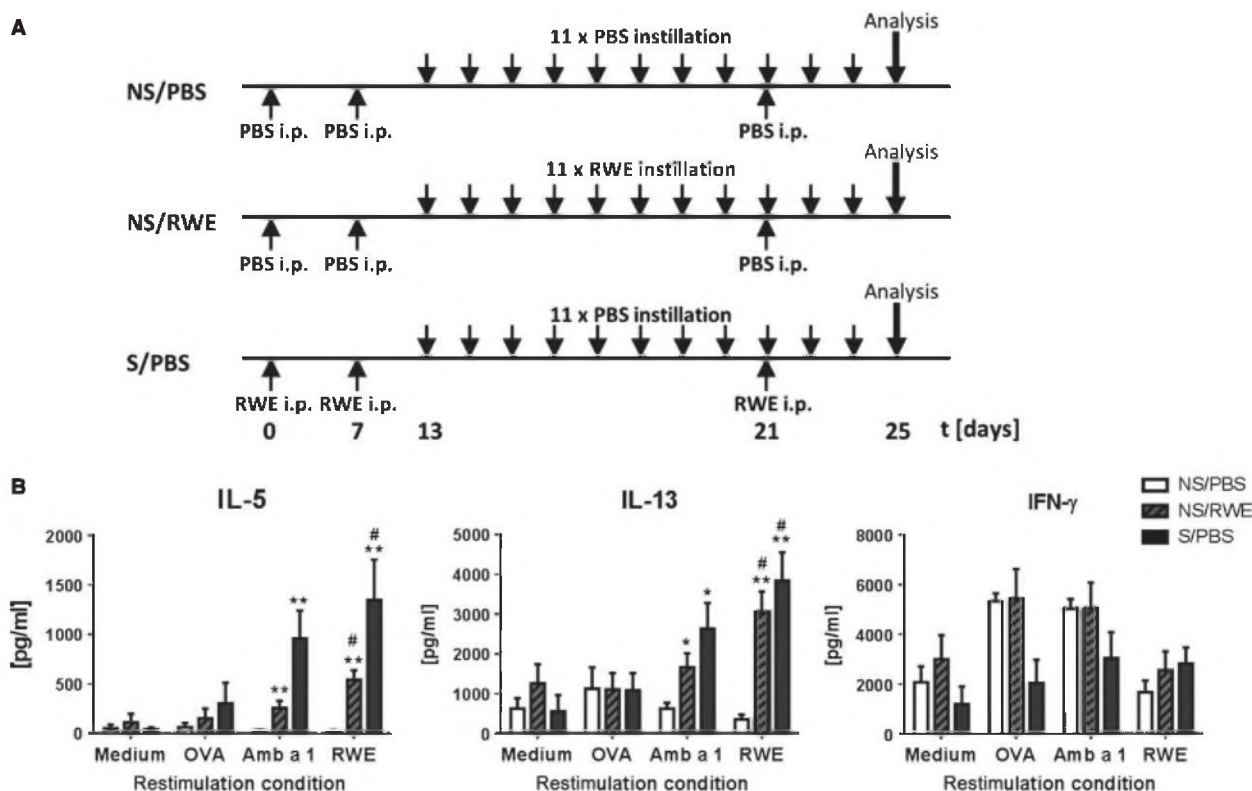 A
Analysis
11 x PBS instillation
NS/PBS
PBS i.p. PBS i.p. PBS i.p.
Analysis
11 x RWE instillation
NS/RWE
PBS i.p. PBS i.p. PBS i.p.
Analysis
11 x PBS instillation
S/PBS
RWE i.p. RWE i.p. RWE i.p.
0 7 13 21 25 t [days]
B
IL-5
[pg/ml]
2000
1500
1000
500
0
** ** # ** # **
Medium OVA Amb a 1 RWE
Restimulation condition
IL-13
[pg/ml]
5000
4000
3000
2000
1000
0
* * # ** # **
Medium OVA Amb a 1 RWE
Restimulation condition
IFN-γ
[pg/ml]
8000
6000
4000
2000
0
Medium OVA Amb a 1 RWE
Restimulation condition
NS/PBS
NS/RWE
S/PBS